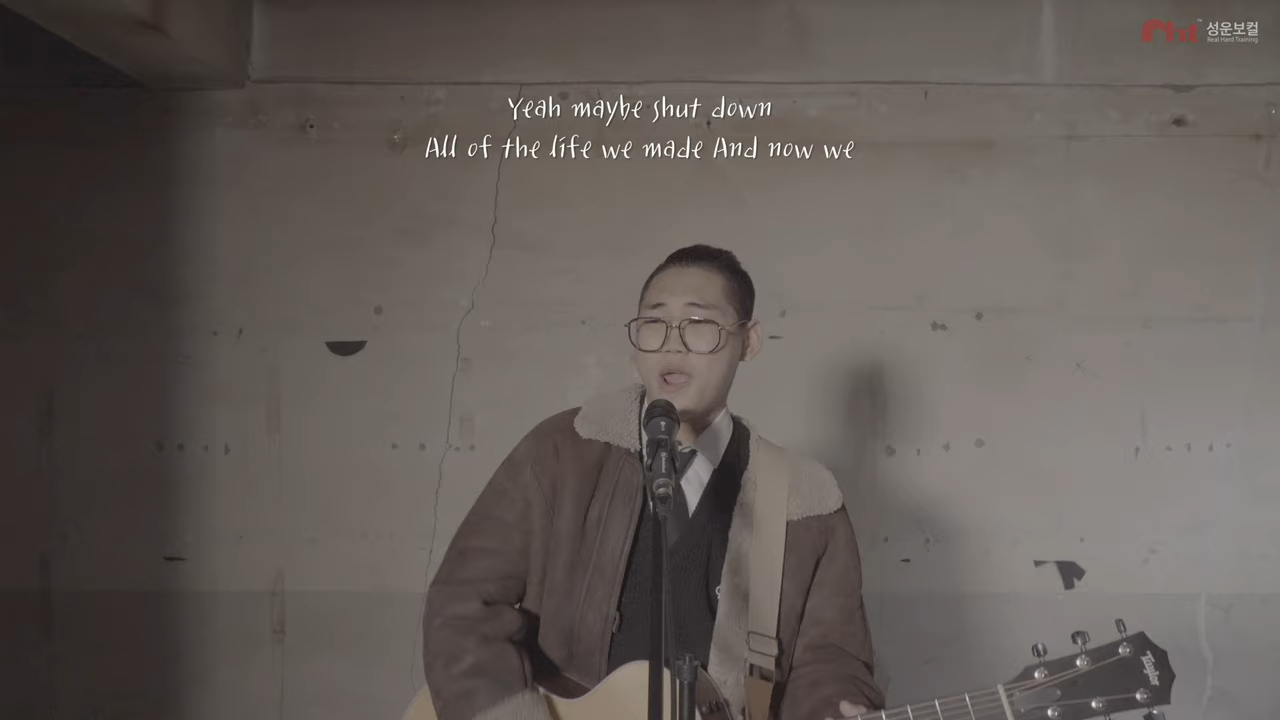 성운보컬
Real Hard Training
Yeah maybe shut down
All of the life we made And now we
Taylor